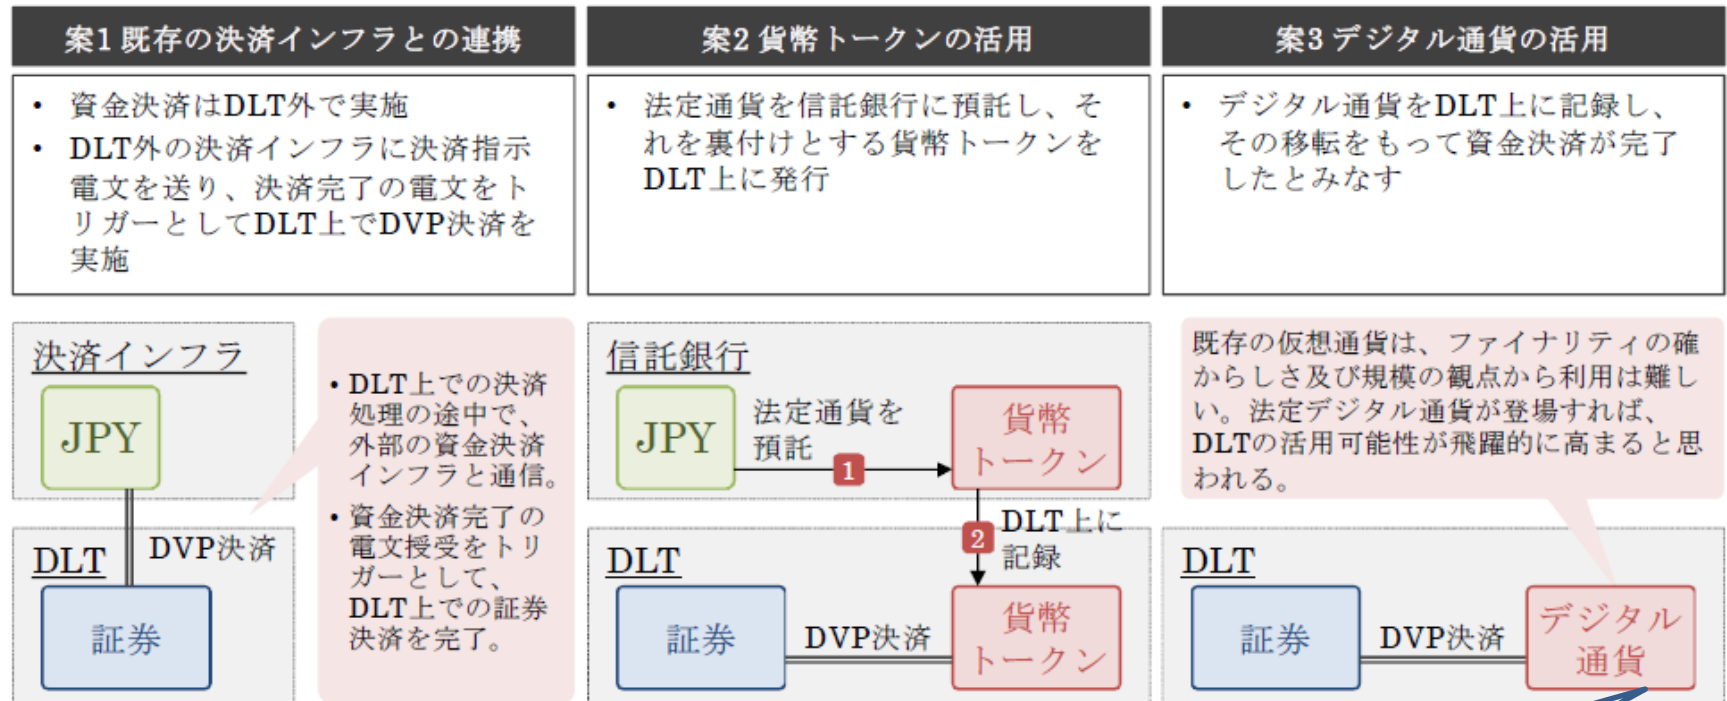 案1 既存の決済インフラとの連携
• 資金決済はDLT外で実施
• DLT外の決済インフラに決済指示
電文を送り、決済完了の電文をト
リガーとしてDLT上でDVP決済を
実施
決済インフラ
JPY
DVP決済
DLT
証券
• DLT上での決済
処理の途中で、
外部の資金決済
インフラと通信。
• 資金決済完了の
電文授受をトリ
ガーとして、
DLT上での証券
決済を完了。
案2 貨幣トークンの活用
• 法定通貨を信託銀行に預託し、そ
れを裏付けとする貨幣トークンを
DLT上に発行
信託銀行
JPY
法定通貨を
預託
1
貨幣
トークン
2
DLT上に
記録
DLT
証券
DVP決済
貨幣
トークン
案3 デジタル通貨の活用
• デジタル通貨をDLT上に記録し、
その移転をもって資金決済が完了
したとみなす
既存の仮想通貨は、ファイナリティの確
からしさ及び規模の観点から利用は難し
い。法定デジタル通貨が登場すれば、
DLTの活用可能性が飛躍的に高まると思
われる。
DLT
証券
DVP決済
デジタル
通貨